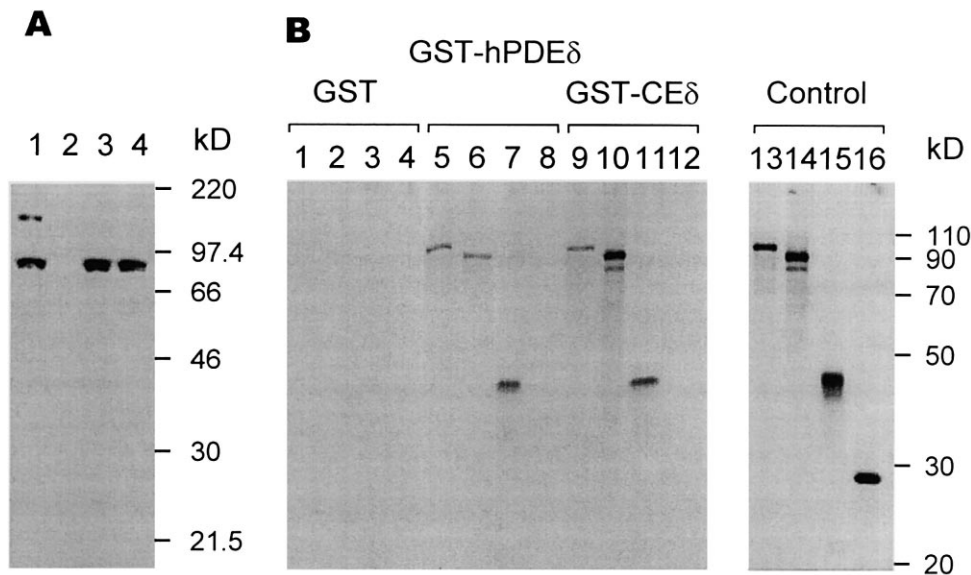 A
1 2 3 4 kD
220
97.4
66
46
30
21.5
B
GST-hPDEδ
GST GST-CEδ Control
1 2 3 4 5 6 7 8 9 10 11 12 13 14 15 16 kD
110
90
70
50
30
20